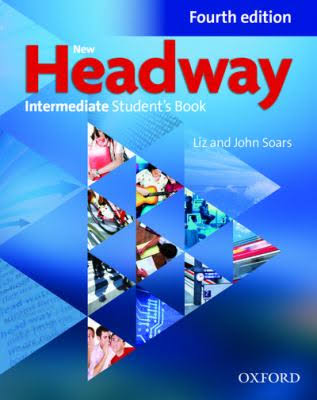 Fourth edition
New
Headway
Intermediate Student's Book
Liz and John Soars
OXFORD